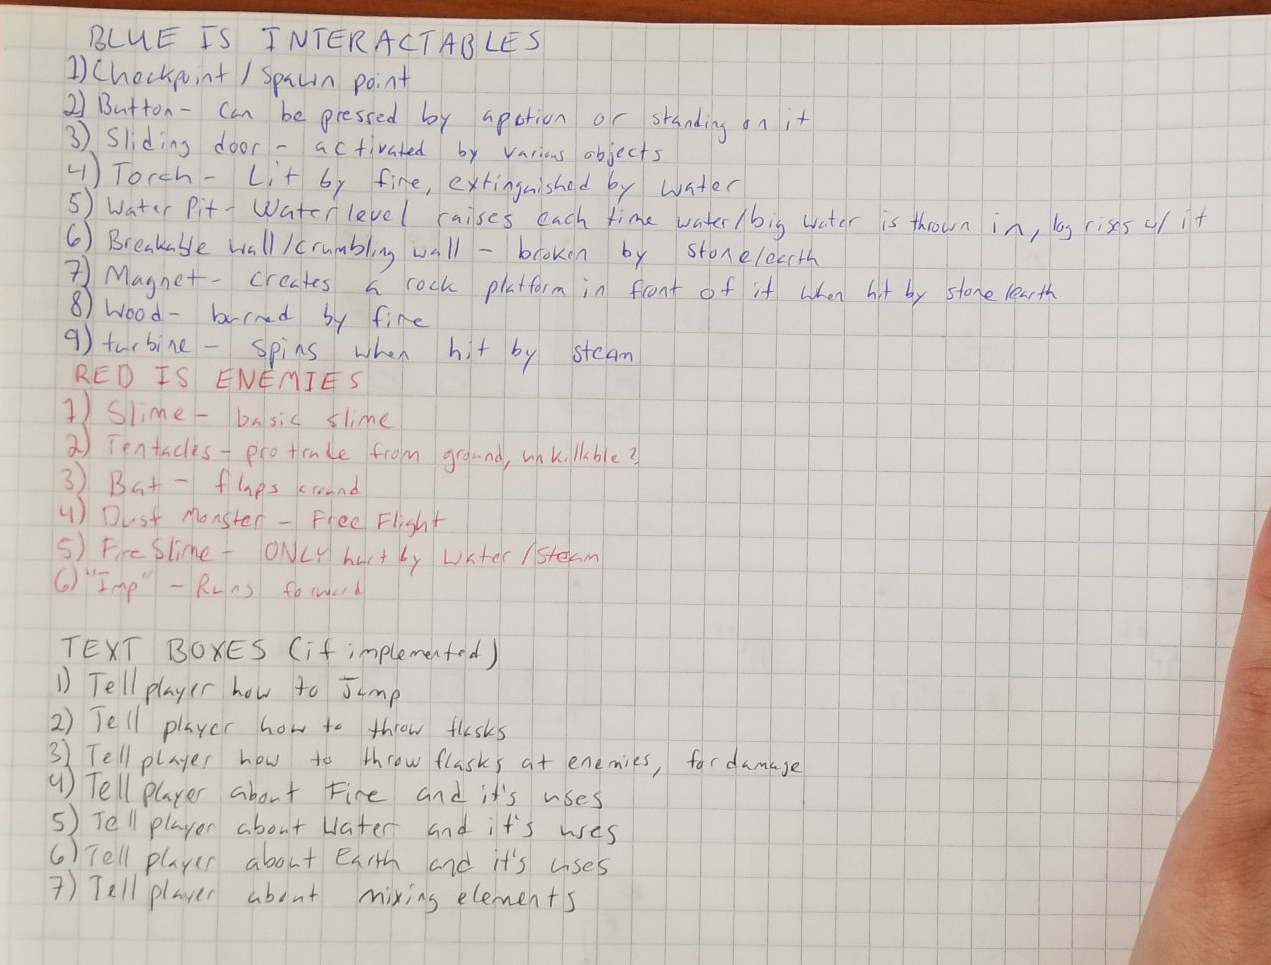 BLUE IS INTERACTABLES
1) Checkpoint / Spawn point
2) Button - can be pressed by a potion or standing on it
3) Sliding door - activated by various objects
4) Torch - Lit by fire, extinguished by water
5) Water Pit - Water level raises each time water/big water is thrown in, log rises w/ it
6) Breakable wall/crumbling wall - broken by stone/earth
7) Magnet - creates a rock platform in front of it when hit by stone/earth
8) Wood - burned by fire
9) turbine - spins when hit by steam
RED IS ENEMIES
1) Slime - basic slime
2) Tentacles - protrude from ground, unkillable?
3) Bat - flaps around
4) Dust Monster - Free Flight
5) Fire Slime - ONLY hurt by Water/Steam
6) "Imp" - Runs forward
TEXT BOXES (if implemented)
1) Tell player how to Jump
2) Tell player how to throw flasks
3) Tell player how to throw flasks at enemies, for damage
4) Tell player about Fire and it's uses
5) Tell player about Water and it's uses
6) Tell player about Earth and it's uses
7) Tell player about mixing elements